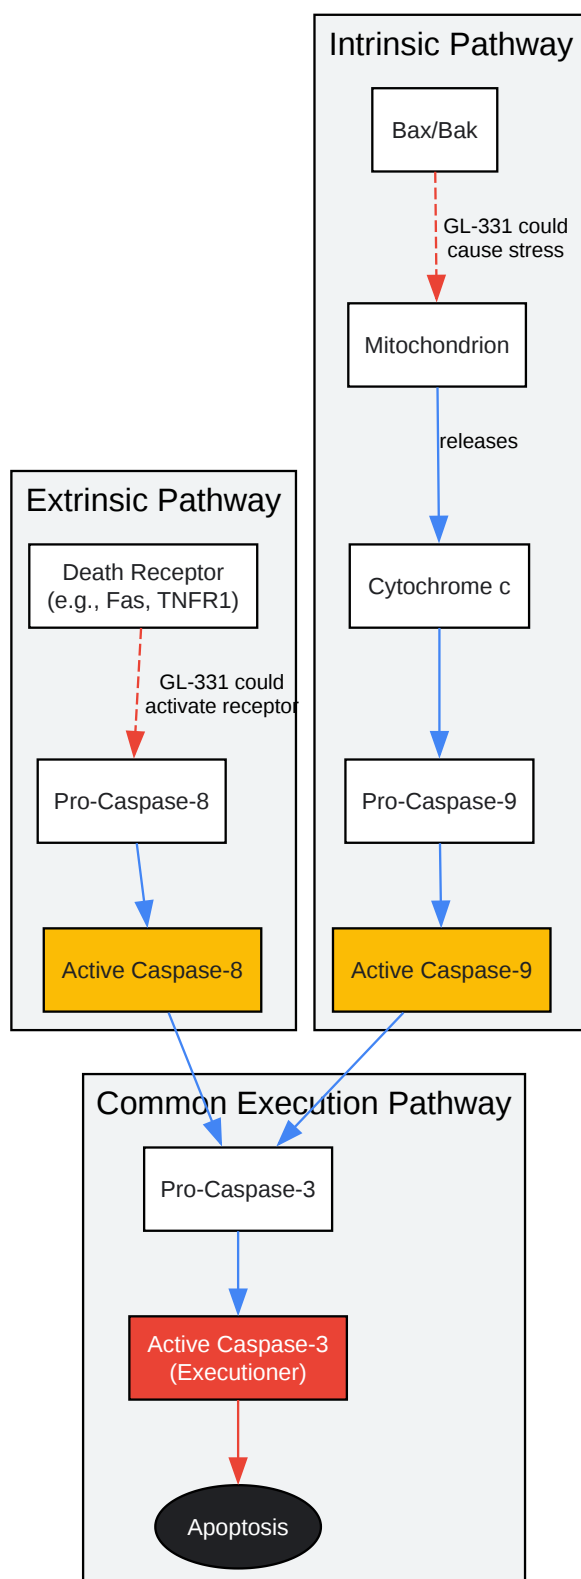 Intrinsic Pathway
Bax/Bak
GL-331 could
cause stress
Mitochondrion
releases
Cytochrome c
Pro-Caspase-9
Active Caspase-9
Extrinsic Pathway
Death Receptor
(e.g., Fas, TNFR1)
GL-331 could
activate receptor
Pro-Caspase-8
Active Caspase-8
Common Execution Pathway
Pro-Caspase-3
Active Caspase-3
(Executioner)
Apoptosis